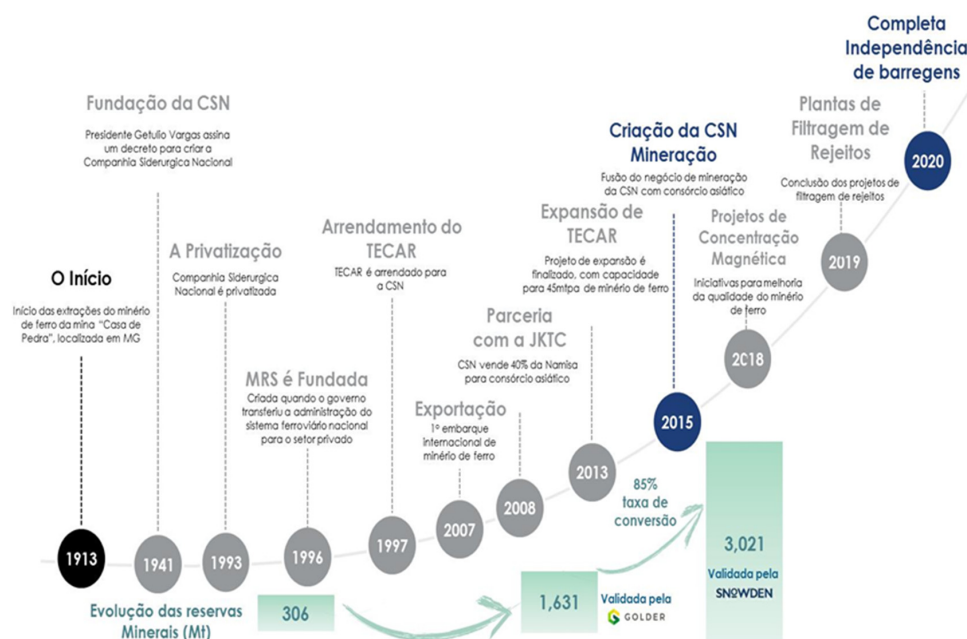 O Início
Início das extrações do minério
de ferro da mina “Casa de
Pedra”, localizada em MG
1913
Fundação da CSN
Presidente Getulio Vargas assina
um decreto para criar a
Companhia Siderurgica Nacional
1941
A Privatização
Companhia Siderurgica
Nacional é privatizada
1993
MRS é Fundada
Criada quando o governo
transferiu a administração do
sistema ferroviário nacional
para o setor privado
1996
Arrendamento do
TECAR
TECAR é arrendado para
a CSN
1997
Exportação
1º embarque
internacional de
minério de ferro
2007
Parceria
com a JKTC
CSN vende 40% da Namisa
para consórcio asiático
2008
Expansão de
TECAR
Projeto de expansão é
finalizado, com capacidade
para 45mtpa de minério de ferro
2013
Criação da CSN
Mineração
Fusão do negócio de mineração
da CSN com consórcio asiático
2015
Projetos de
Concentração
Magnética
Iniciativas para melhoria
da qualidade do minério
de ferro
2018
Plantas de
Filtragem de
Rejeitos
Conclusão dos projetos de
filtragem de rejeitos
2019
Completa
Independência
de barregens
2020
Evolução das reservas
Minerais (Mt)
306
1,631
Validada pela
GOLDER
85%
taxa de
conversão
3,021
Validada pela
SNOWDEN